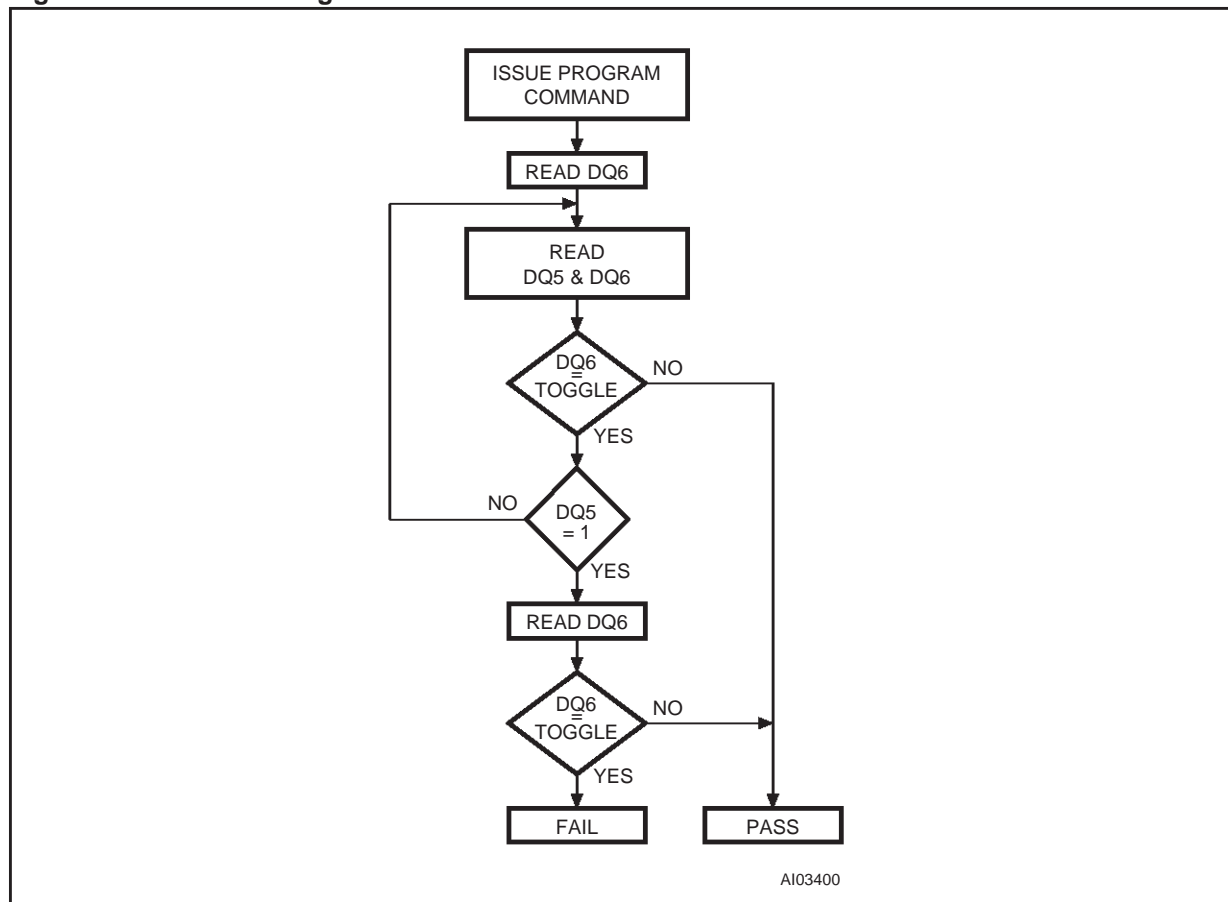 ISSUE PROGRAM
COMMAND
READ DQ6
READ
DQ5 & DQ6
DQ6
=
TOGGLE
NO
YES
NO
DQ5
= 1
YES
READ DQ6
DQ6
=
TOGGLE
NO
YES
FAIL
PASS
AI03400